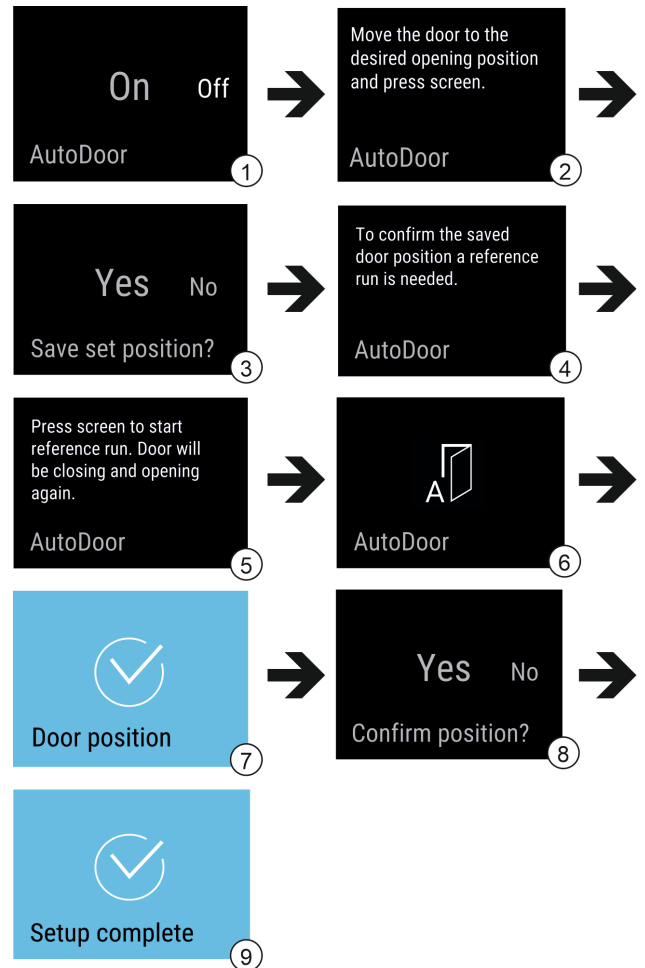 On Off
AutoDoor
1
Move the door to the
desired opening position
and press screen.
AutoDoor
2
Yes No
Save set position?
3
To confirm the saved
door position a reference
run is needed.
AutoDoor
4
Press screen to start
reference run. Door will
be closing and opening
again.
AutoDoor
5
A
AutoDoor
6
Door position
7
Yes No
Confirm position?
8
Setup complete
9